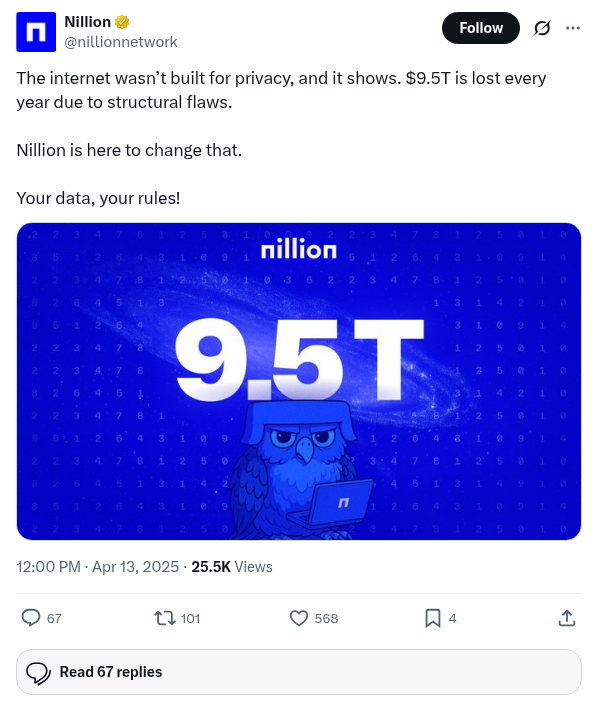 Nillion
@nillionnetwork
Follow
The internet wasn’t built for privacy, and it shows. $9.5T is lost every
year due to structural flaws.
Nillion is here to change that.
Your data, your rules!
nillion
9.5T
n
12:00 PM · Apr 13, 2025 · 25.5K Views
67
101
568
4
Read 67 replies